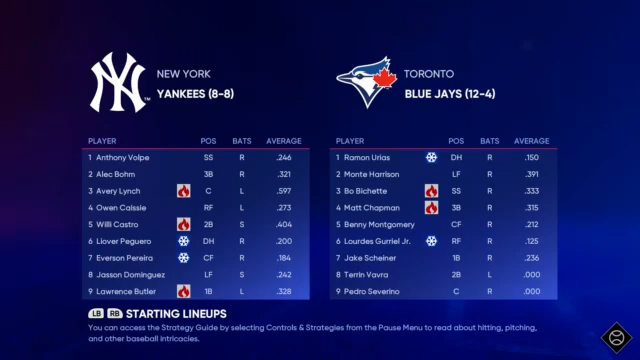 NEW YORK
YANKEES (8-8)
TORONTO
BLUE JAYS (12-4)
PLAYER POS BATS AVERAGE
1 Anthony Volpe SS R .246
2 Alec Bohm 3B R .321
3 Avery Lynch C L .597
4 Owen Caissie RF L .273
5 Willi Castro 2B S .404
6 Liover Peguero DH R .200
7 Everson Pereira CF R .184
8 Jasson Dominguez LF S .242
9 Lawrence Butler 1B L .328
PLAYER POS BATS AVERAGE
1 Ramon Urias DH R .150
2 Monte Harrison LF R .391
3 Bo Bichette SS R .333
4 Matt Chapman 3B R .315
5 Benny Montgomery CF R .212
6 Lourdes Gurriel Jr. RF R .125
7 Jake Scheiner 1B R .236
8 Terrin Vavra 2B L .000
9 Pedro Severino C R .000
LB RB STARTING LINEUPS
You can access the Strategy Guide by selecting Controls & Strategies from the Pause Menu to read about hitting, pitching,
and other baseball intricacies.